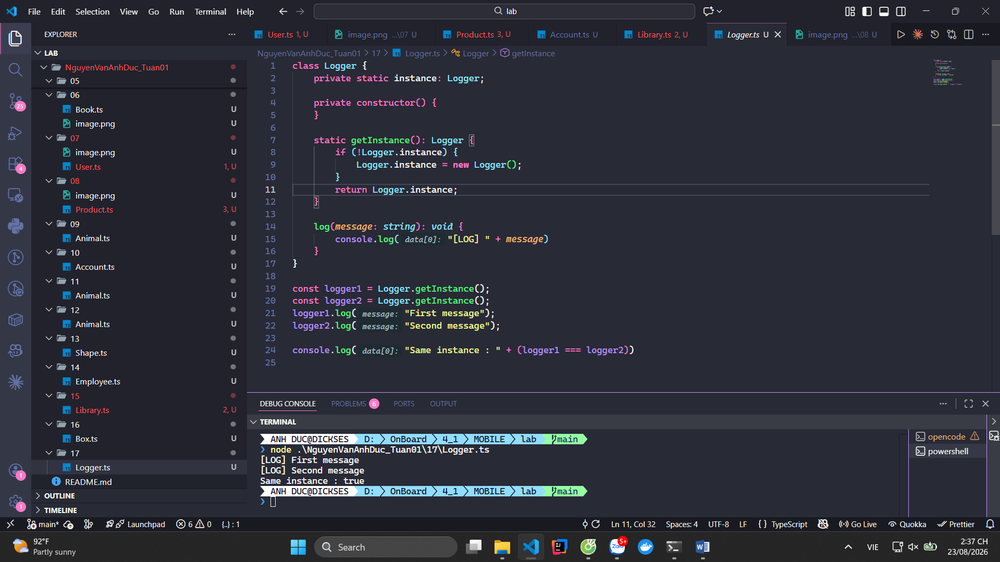 File Edit Selection View Go Run Terminal Help
lab
EXPLORER
LAB
NguyenVanAnhDuc_Tuan01
05
06
Book.ts U
image.png U
07
image.png U
User.ts 1, U
08
image.png U
Product.ts 3, U
09
Animal.ts U
10
Account.ts U
11
Animal.ts U
12
Animal.ts U
13
Shape.ts U
14
Employee.ts U
15
Library.ts 2, U
16
Box.ts U
17
Logger.ts U
README.md
OUTLINE
TIMELINE
25
4
1
1
User.ts 1, U
image.png ...\07 U
Product.ts 3, U
Account.ts U
Library.ts 2, U
Logger.ts U
image.png ...\08 U
NguyenVanAnhDuc_Tuan01 > 17 > Logger.ts > Logger > getInstance
1 class Logger {
2 private static instance: Logger;
3
4 private constructor() {
5 }
6
7 static getInstance(): Logger {
8 if (!Logger.instance) {
9 Logger.instance = new Logger();
10 }
11 return Logger.instance;
12 }
13
14 log(message: string): void {
15 console.log( data[0]: "[LOG] " + message)
16 }
17 }
18
19 const logger1 = Logger.getInstance();
20 const logger2 = Logger.getInstance();
21 logger1.log( message: "First message");
22 logger2.log( message: "Second message");
23
24 console.log( data[0]: "Same instance : " + (logger1 === logger2))
25
DEBUG CONSOLE PROBLEMS 6 PORTS OUTPUT
TERMINAL
ANH DUC@DICKSES D: OnBoard 4_1 MOBILE lab main
❯ node .\NguyenVanAnhDuc_Tuan01\17\Logger.ts
[LOG] First message
[LOG] Second message
Same instance : true
ANH DUC@DICKSES D: OnBoard 4_1 MOBILE lab main
❯
opencode
powershell
main* Launchpad 6 0 {..} : 1
Ln 11, Col 32 Spaces: 4 UTF-8 LF { } TypeScript Go Live Quokka Prettier
92°F
Partly sunny
Search
Zalo 5+
VIE
2:37 CH
23/08/2026